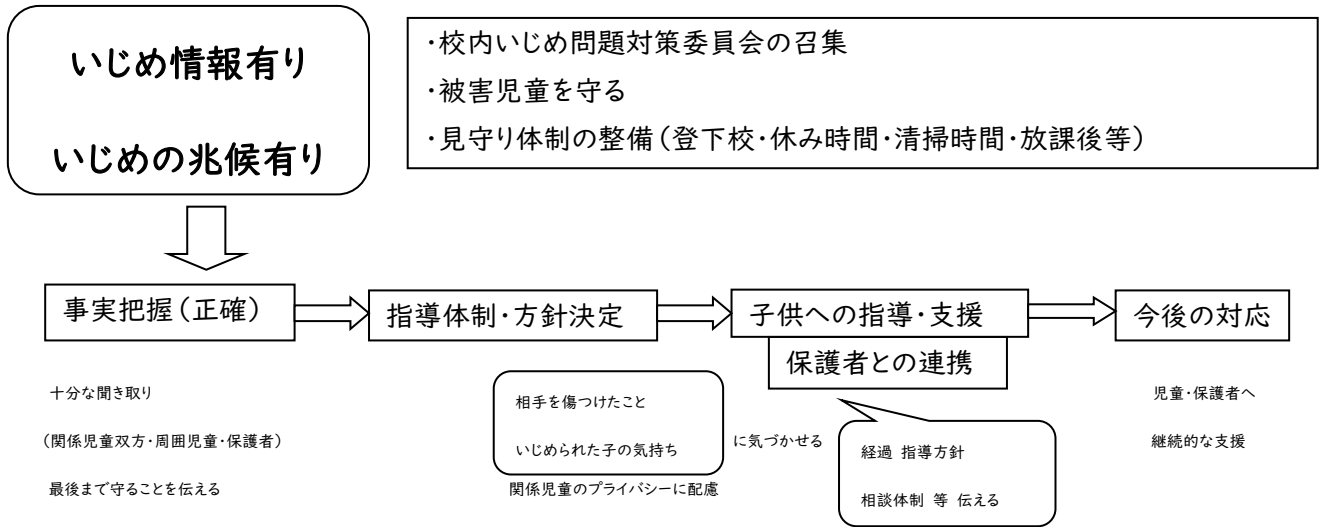 いじめ情報有り
いじめの兆候有り
・校内いじめ問題対策委員会の召集
・被害児童を守る
・見守り体制の整備(登下校・休み時間・清掃時間・放課後等)
事実把握(正確)
指導体制・方針決定
子供への指導・支援
今後の対応
保護者との連携
十分な聞き取り
(関係児童双方・周囲児童・保護者)
最後まで守ることを伝える
相手を傷つけたこと
いじめられた子の気持ち
に気づかせる
関係児童のプライバシーに配慮
経過 指導方針
相談体制 等 伝える
児童・保護者へ
継続的な支援